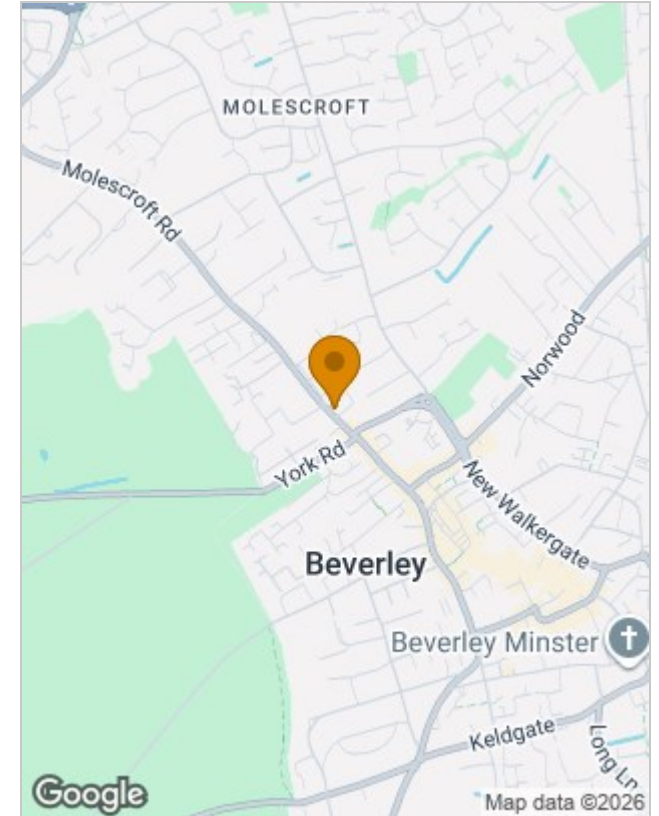 MOLESCROFT
Molescroft Rd
Norwood
York Rd
New Walkergate
Beverley
Beverley Minster
Keldgate
Long Ln
Google
Map data ©2026